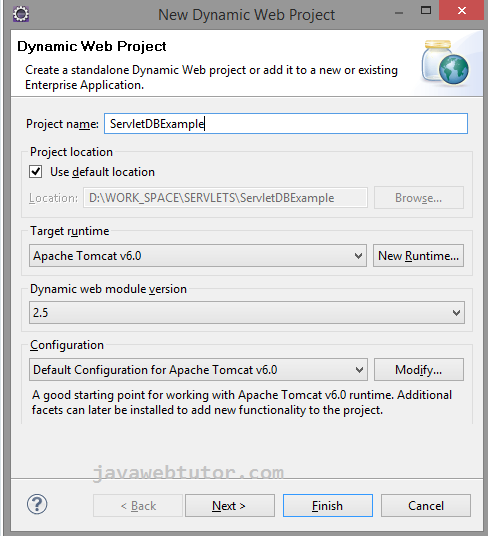 New Dynamic Web Project
Dynamic Web Project
Create a standalone Dynamic Web project or add it to a new or existing
Enterprise Application.
Project name: ServletDBExample
Project location
Use default location
Location: D:\WORK_SPACE\SERVLETS\ServletDBExample Browse...
Target runtime
Apache Tomcat v6.0 New Runtime...
Dynamic web module version
2.5
Configuration
Default Configuration for Apache Tomcat v6.0 Modify...
A good starting point for working with Apache Tomcat v6.0 runtime. Additional
facets can later be installed to add new functionality to the project.
javawebtutor.com
? < Back Next > Finish Cancel